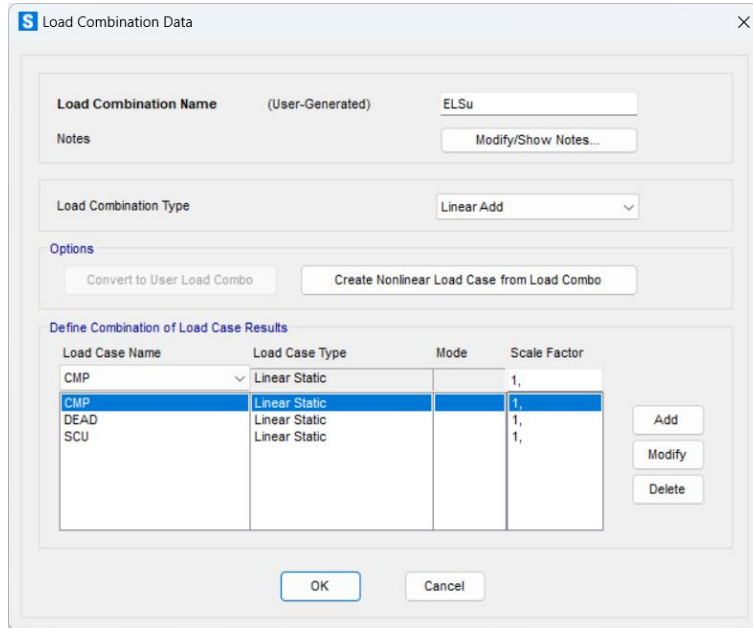 S Load Combination Data
Load Combination Name (User-Generated) ELSu
Notes Modify/Show Notes...
Load Combination Type Linear Add
Options
Convert to User Load Combo Create Nonlinear Load Case from Load Combo
Define Combination of Load Case Results
Load Case Name Load Case Type Mode Scale Factor
CMP Linear Static 1,
CMP Linear Static 1,
DEAD Linear Static 1,
SCU Linear Static 1,
Add
Modify
Delete
OK Cancel